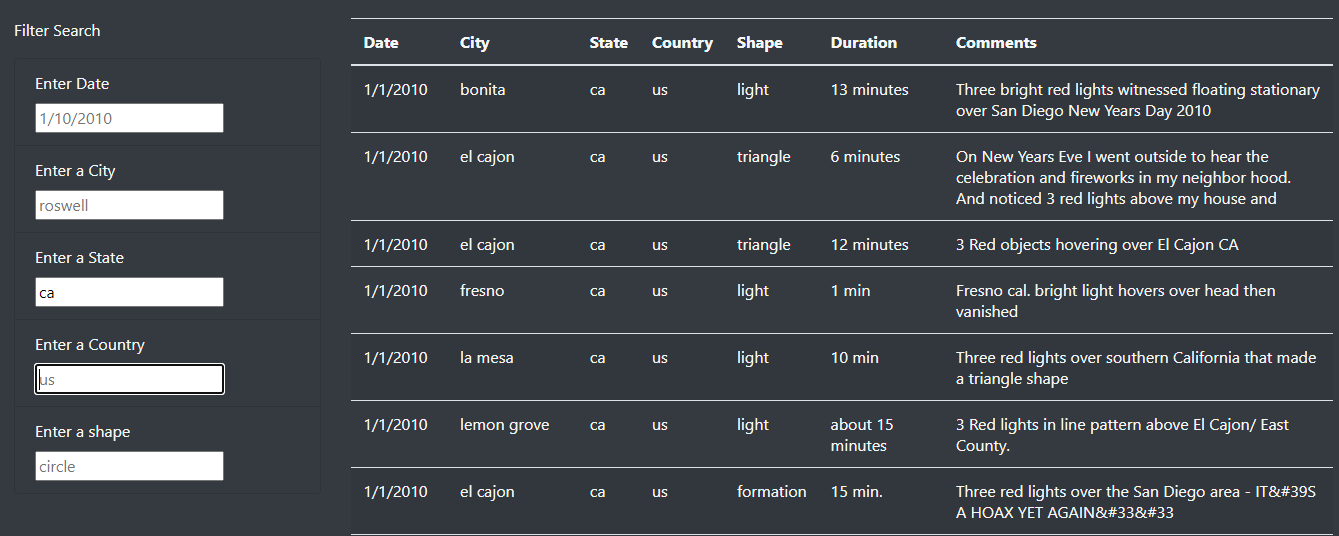 Filter Search
Enter Date
1/10/2010
Enter a City
roswell
Enter a State
ca
Enter a Country
us
Enter a shape
circle
Date City State Country Shape Duration Comments
1/1/2010 bonita ca us light 13 minutes Three bright red lights witnessed floating stationary
over San Diego New Years Day 2010
1/1/2010 el cajon ca us triangle 6 minutes On New Years Eve I went outside to hear the
celebration and fireworks in my neighbor hood.
And noticed 3 red lights above my house and
1/1/2010 el cajon ca us triangle 12 minutes 3 Red objects hovering over El Cajon CA
1/1/2010 fresno ca us light 1 min Fresno cal. bright light hovers over head then
vanished
1/1/2010 la mesa ca us light 10 min Three red lights over southern California that made
a triangle shape
1/1/2010 lemon grove ca us light about 15 3 Red lights in line pattern above El Cajon/ East
minutes County.
1/1/2010 el cajon ca us formation 15 min. Three red lights over the San Diego area - IT&#39S
A HOAX YET AGAIN&#33&#33